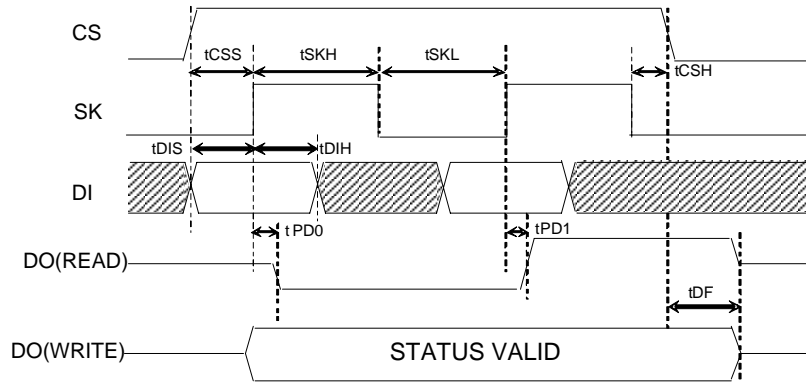 CS
tCSS tSKH tSKL
tCSH
SK
tDIS tDIH
DI
tPD0 tPD1
DO(READ)
tDF
DO(WRITE) STATUS VALID